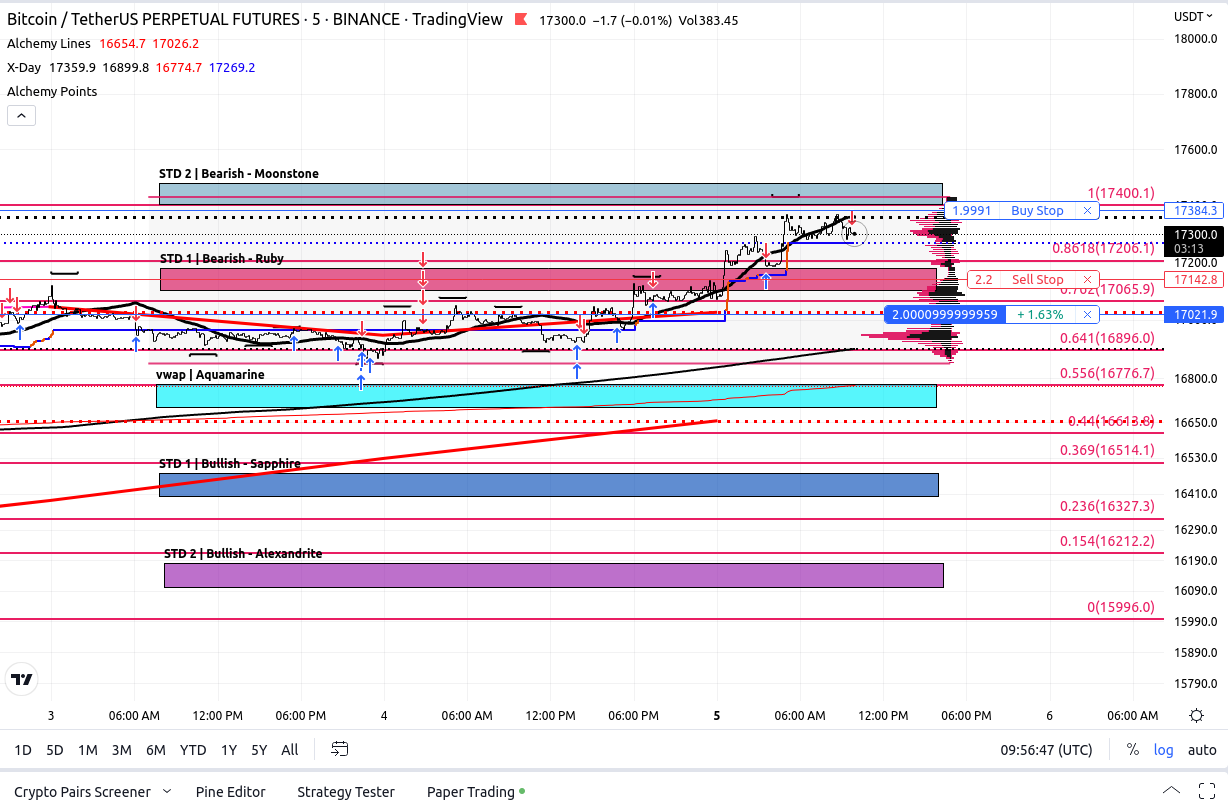 Bitcoin / TetherUS PERPETUAL FUTURES · 5 · BINANCE · TradingView 17300.0 −1.7 (−0.01%) Vol383.45
USDT
Alchemy Lines 16654.7 17026.2
18000.0
X-Day 17359.9 16899.8 16774.7 17269.2
Alchemy Points
17800.0
17600.0
STD 2 | Bearish - Moonstone
1(17400.1)
1.9991 Buy Stop 17384.3
17300.0
03:13
0.8618(17206.1)
STD 1 | Bearish - Ruby
17200.0
2.2 Sell Stop 17142.8
0.762(17065.9)
2.0000999999999959 + 1.63% 17021.9
0.641(16896.0)
0.556(16776.7)
vwap | Aquamarine
16800.0
0.44(16613.8)
16650.0
0.369(16514.1)
16530.0
STD 1 | Bullish - Sapphire
16410.0
0.236(16327.3)
16290.0
0.154(16212.2)
STD 2 | Bullish - Alexandrite
16190.0
16090.0
0(15996.0)
15990.0
15890.0
15790.0
3 06:00 AM 12:00 PM 06:00 PM 4 06:00 AM 12:00 PM 06:00 PM 5 06:00 AM 12:00 PM 06:00 PM 6 06:00 AM
1D 5D 1M 3M 6M YTD 1Y 5Y All 09:56:47 (UTC) % log auto
Crypto Pairs Screener Pine Editor Strategy Tester Paper Trading